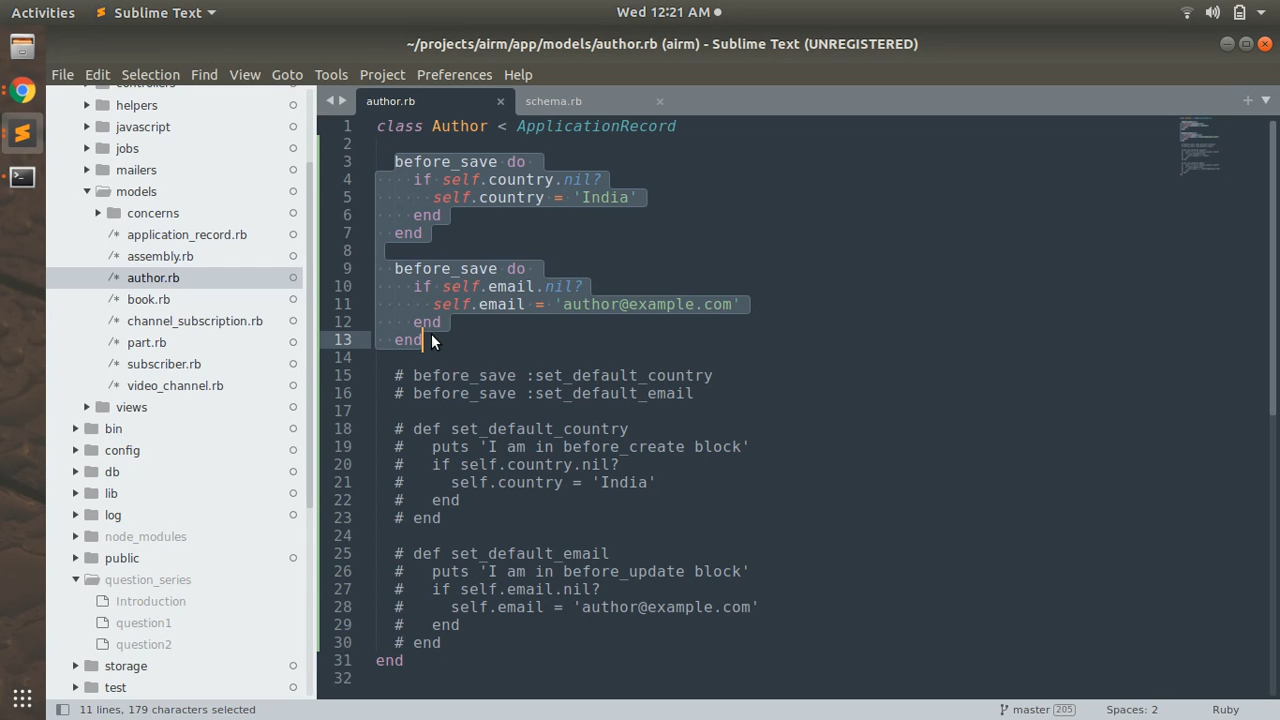 Activities
Sublime Text
Wed 12:21 AM
~/projects/airm/app/models/author.rb (airm) - Sublime Text (UNREGISTERED)
File Edit Selection Find View Goto Tools Project Preferences Help
controllers
helpers
javascript
jobs
mailers
models
concerns
/* application_record.rb
/* assembly.rb
/* author.rb
/* book.rb
/* channel_subscription.rb
/* part.rb
/* subscriber.rb
/* video_channel.rb
views
bin
config
db
lib
log
node_modules
public
question_series
Introduction
question1
question2
storage
test
author.rb
schema.rb
1 class Author < ApplicationRecord
2
3 before_save do
4 if self.country.nil?
5 self.country = 'India'
6 end
7 end
8
9 before_save do
10 if self.email.nil?
11 self.email = 'author@example.com'
12 end
13 end
14
15 # before_save :set_default_country
16 # before_save :set_default_email
17
18 # def set_default_country
19 # puts 'I am in before_create block'
20 # if self.country.nil?
21 # self.country = 'India'
22 # end
23 # end
24
25 # def set_default_email
26 # puts 'I am in before_update block'
27 # if self.email.nil?
28 # self.email = 'author@example.com'
29 # end
30 # end
31 end
32
11 lines, 179 characters selected
master 205
Spaces: 2
Ruby